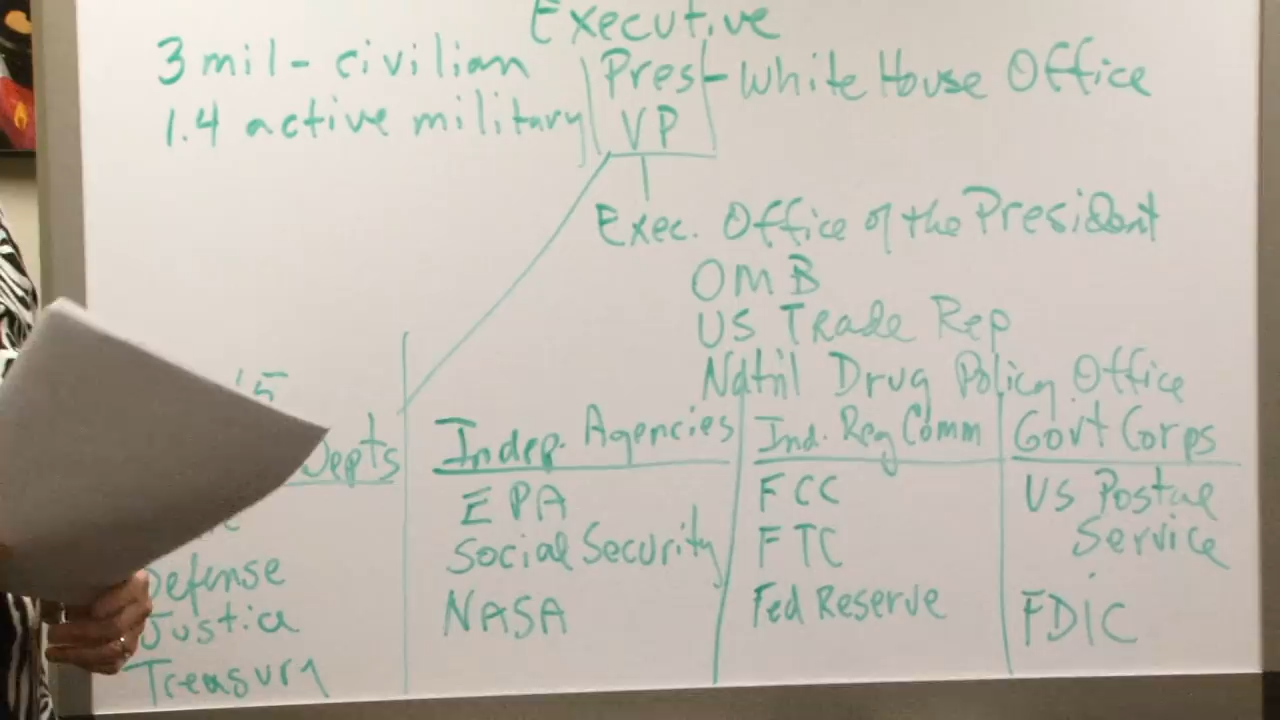 Executive
3 mil - civilian
Pres - White House Office
1.4 active military
VP
Exec. Office of the President
OMB
US Trade Rep
Natnl Drug Policy Office
15
Depts
Indep. Agencies
Ind. Reg Comm
Govt Corps
EPA
FCC
US Postal
Social Security
FTC
Service
Defense
NASA
Fed Reserve
FDIC
Justice
Treasury